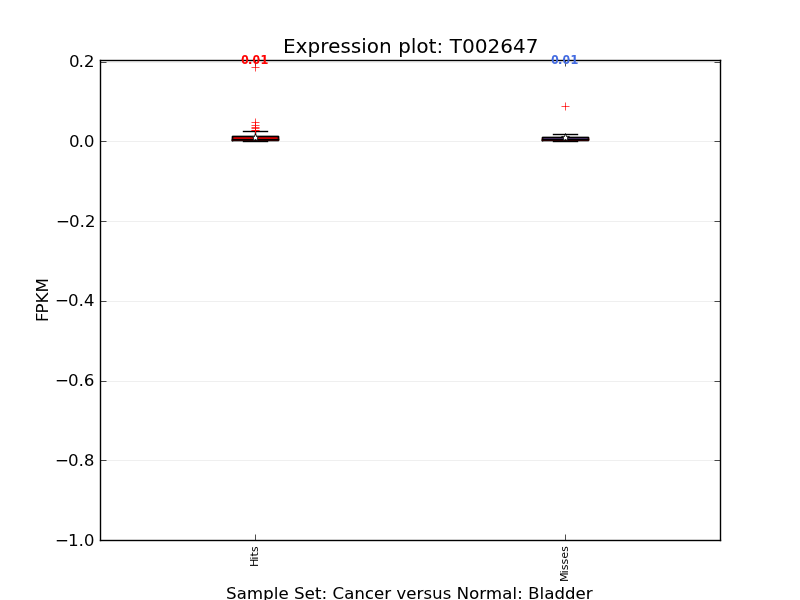 Expression plot: T002647
0.01
0.01
0.2
0.0
−0.2
−0.4
−0.6
−0.8
−1.0
FPKM
Hits
Misses
Sample Set: Cancer versus Normal: Bladder